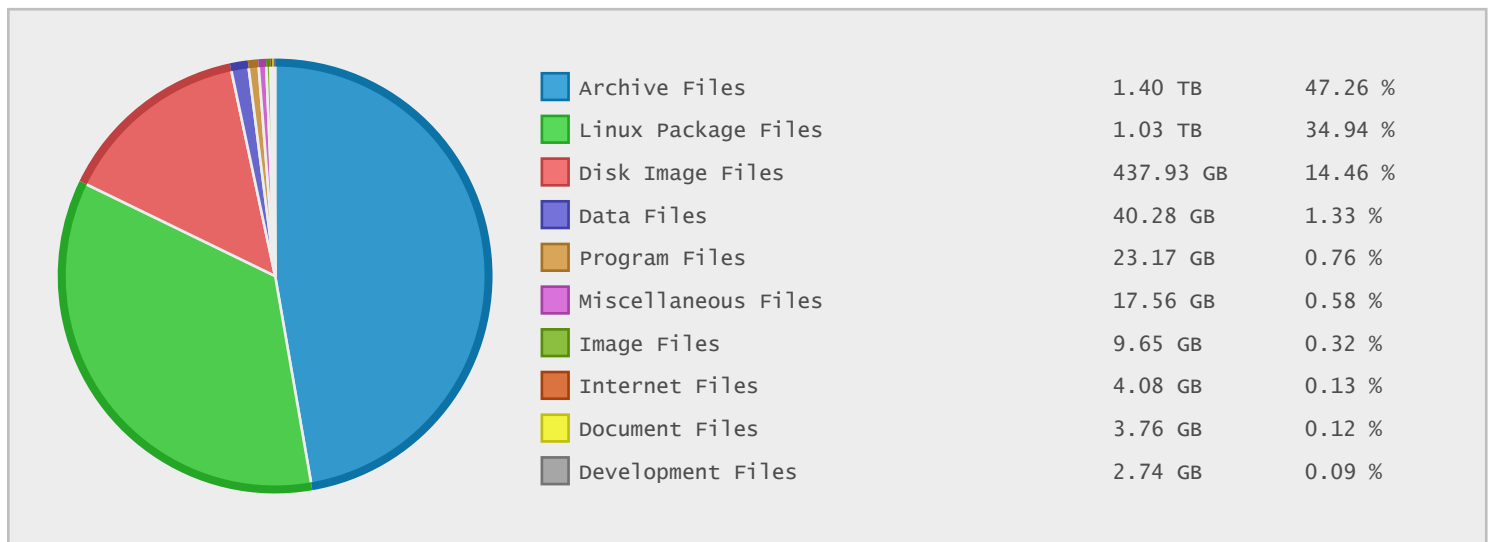 Archive Files 1.40 TB 47.26 %
Linux Package Files 1.03 TB 34.94 %
Disk Image Files 437.93 GB 14.46 %
Data Files 40.28 GB 1.33 %
Program Files 23.17 GB 0.76 %
Miscellaneous Files 17.56 GB 0.58 %
Image Files 9.65 GB 0.32 %
Internet Files 4.08 GB 0.13 %
Document Files 3.76 GB 0.12 %
Development Files 2.74 GB 0.09 %